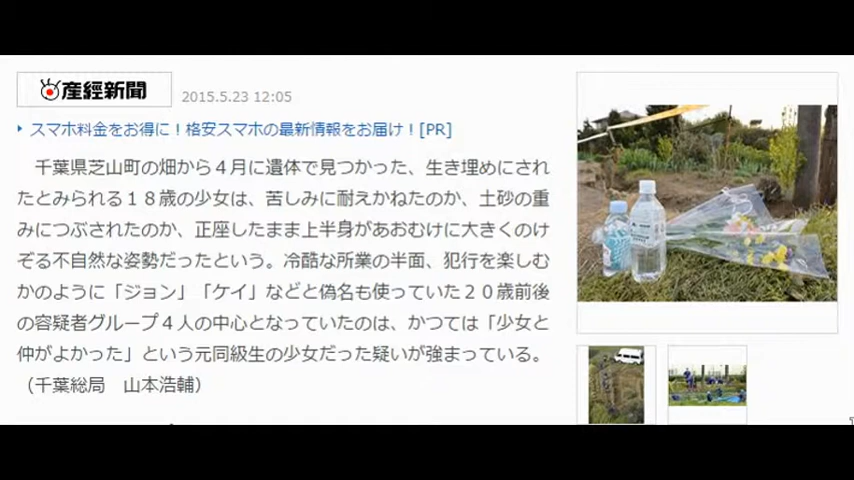 産經新聞
2015.5.23 12:05
スマホ料金をお得に！格安スマホの最新情報をお届け！[PR]
千葉県芝山町の畑から４月に遺体で見つかった、生き埋めにされ
たとみられる１８歳の少女は、苦しみに耐えかねたのか、土砂の重
みにつぶされたのか、正座したまま上半身があおむけに大きくのけ
ぞる不自然な姿勢だったという。冷酷な所業の半面、犯行を楽しむ
かのように「ジョン」「ケイ」などと偽名も使っていた２０歳前後
の容疑者グループ４人の中心となっていたのは、かつては「少女と
仲がよかった」という元同級生の少女だった疑いが強まっている。
（千葉総局　山本浩輔）